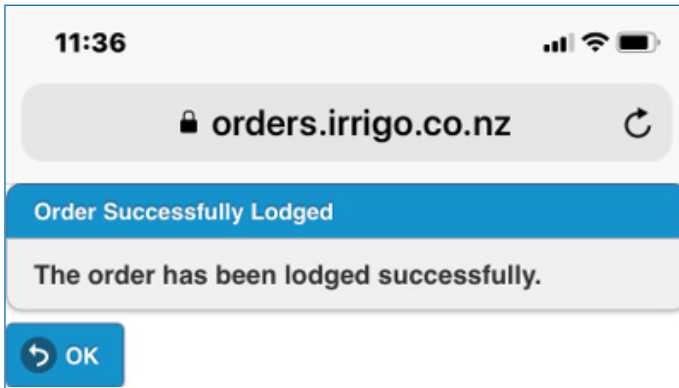 11:36
orders.irrigo.co.nz
Order Successfully Lodged
The order has been lodged successfully.
OK